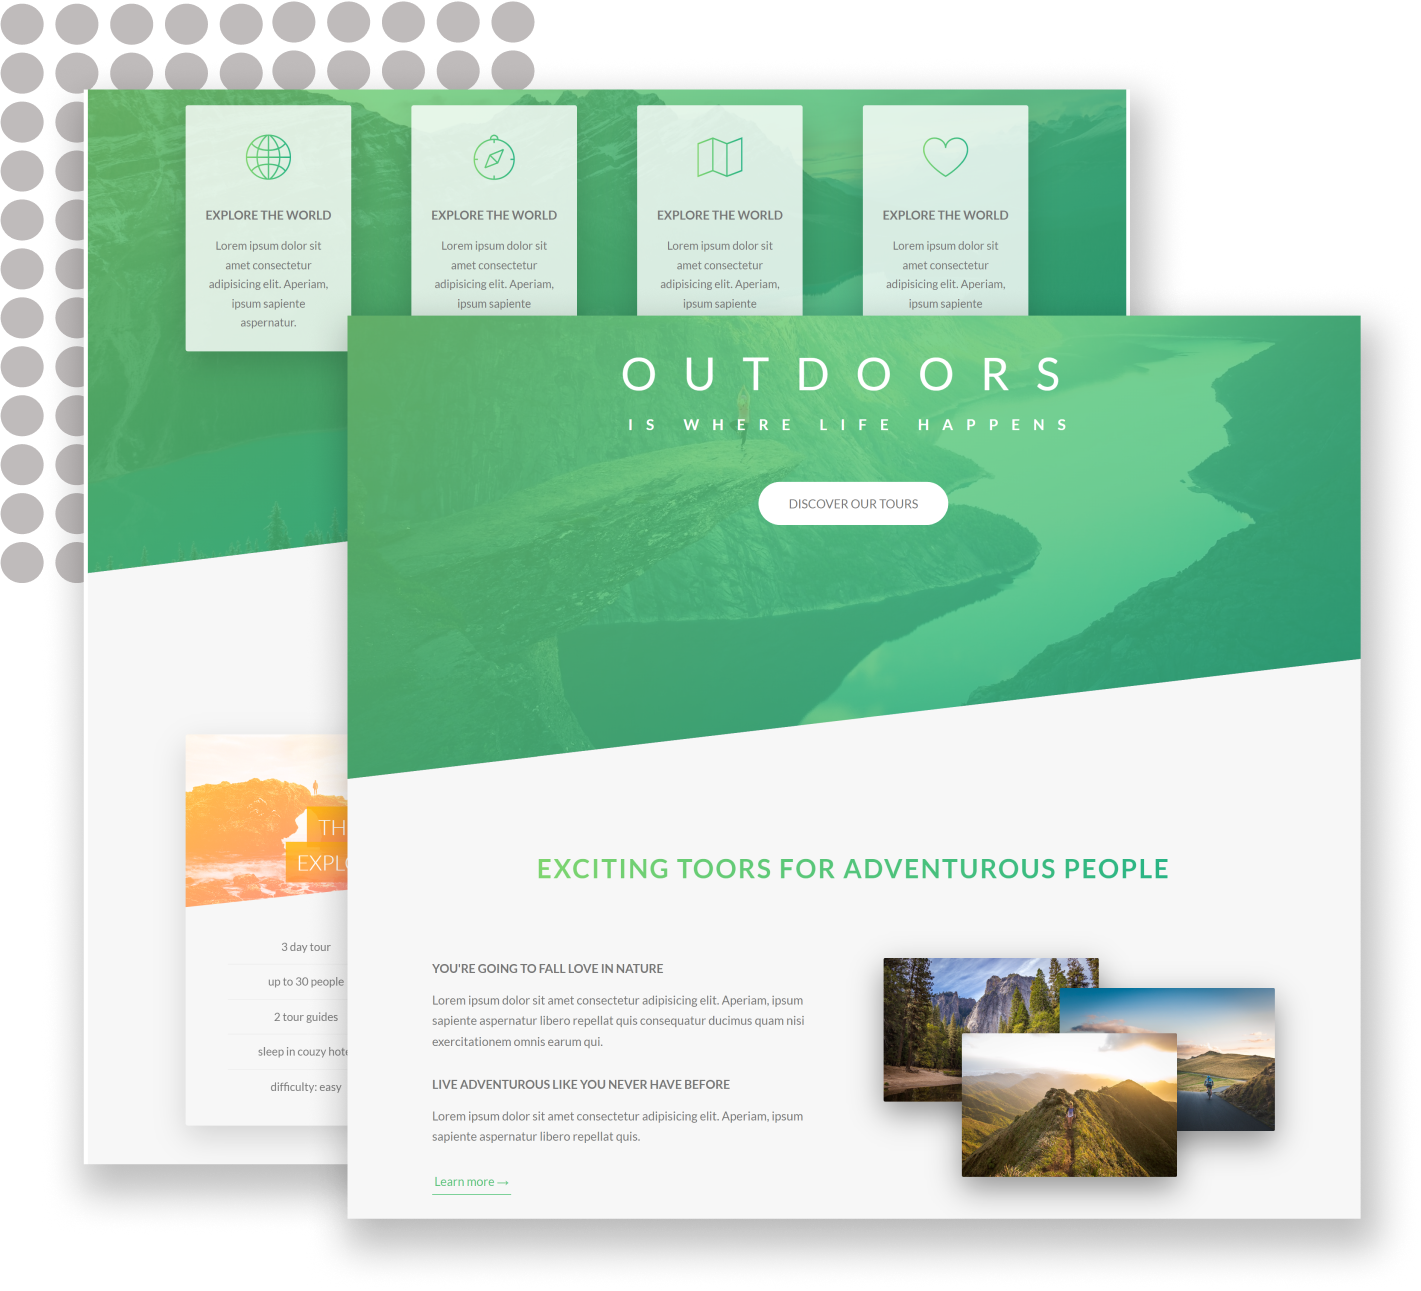 EXPLORE THE WORLD
Lorem ipsum dolor sit
amet consectetur
adipisicing elit. Aperiam,
ipsum sapiente
aspernatur.
EXPLORE THE WORLD
Lorem ipsum dolor sit
amet consectetur
adipisicing elit. Aperiam,
ipsum sapiente
EXPLORE THE WORLD
Lorem ipsum dolor sit
amet consectetur
adipisicing elit. Aperiam,
ipsum sapiente
EXPLORE THE WORLD
Lorem ipsum dolor sit
amet consectetur
adipisicing elit. Aperiam,
ipsum sapiente
OUTDOORS
IS WHERE LIFE HAPPENS
DISCOVER OUR TOURS
TH
EXPLO
3 day tour
up to 30 people
2 tour guides
sleep in couzy hote
difficulty: easy
EXCITING TOORS FOR ADVENTUROUS PEOPLE
YOU'RE GOING TO FALL LOVE IN NATURE
Lorem ipsum dolor sit amet consectetur adipisicing elit. Aperiam, ipsum
sapiente aspernatur libero repellat quis consequatur ducimus quam nisi
exercitationem omnis earum qui.
LIVE ADVENTUROUS LIKE YOU NEVER HAVE BEFORE
Lorem ipsum dolor sit amet consectetur adipisicing elit. Aperiam, ipsum
sapiente aspernatur libero repellat quis.
Learn more →